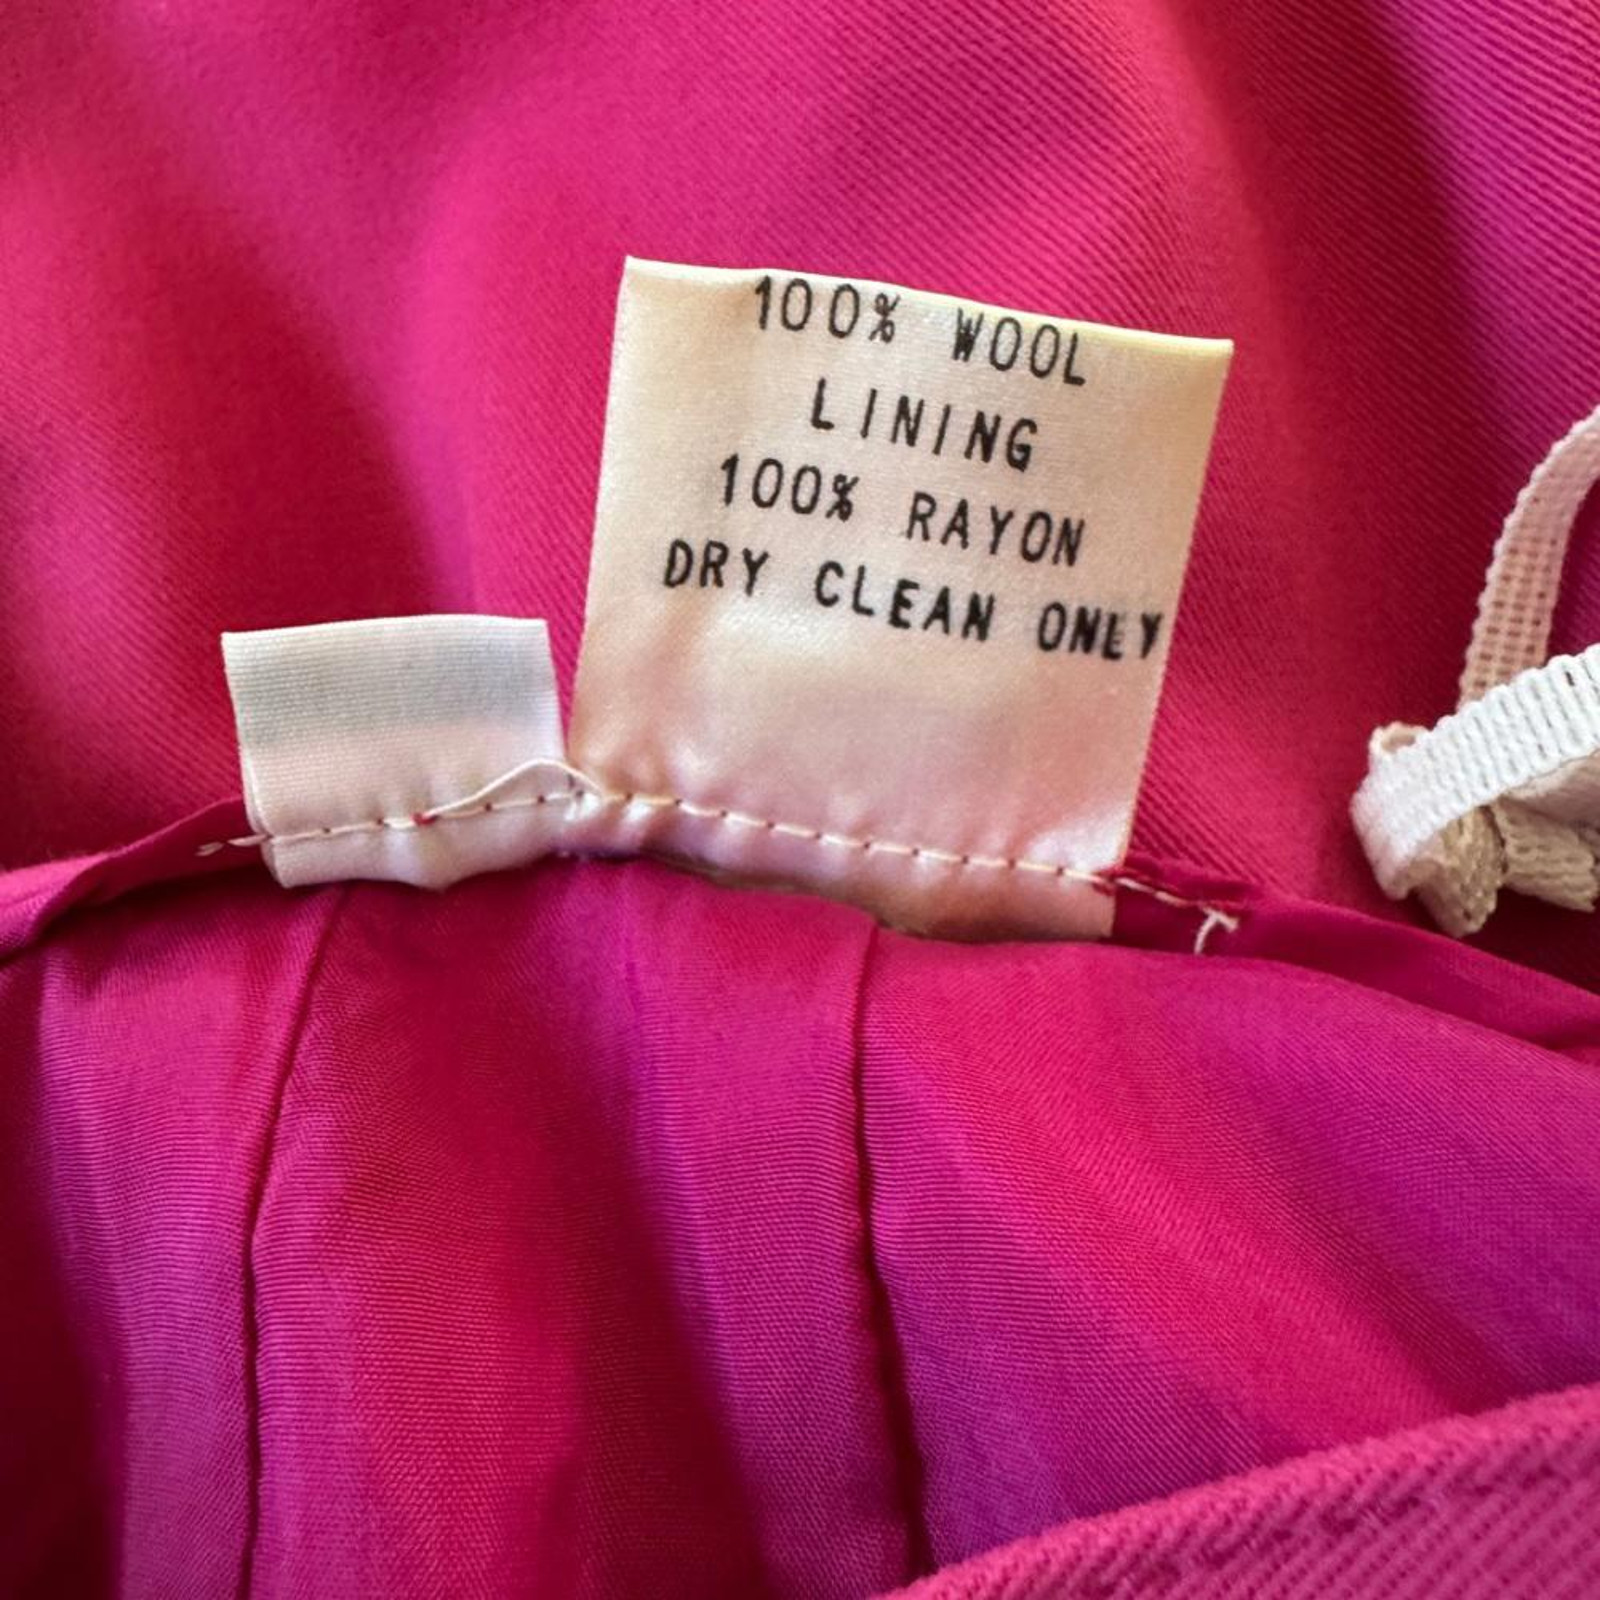 100% WOOL
LINING
100% RAYON
DRY CLEAN ONLY